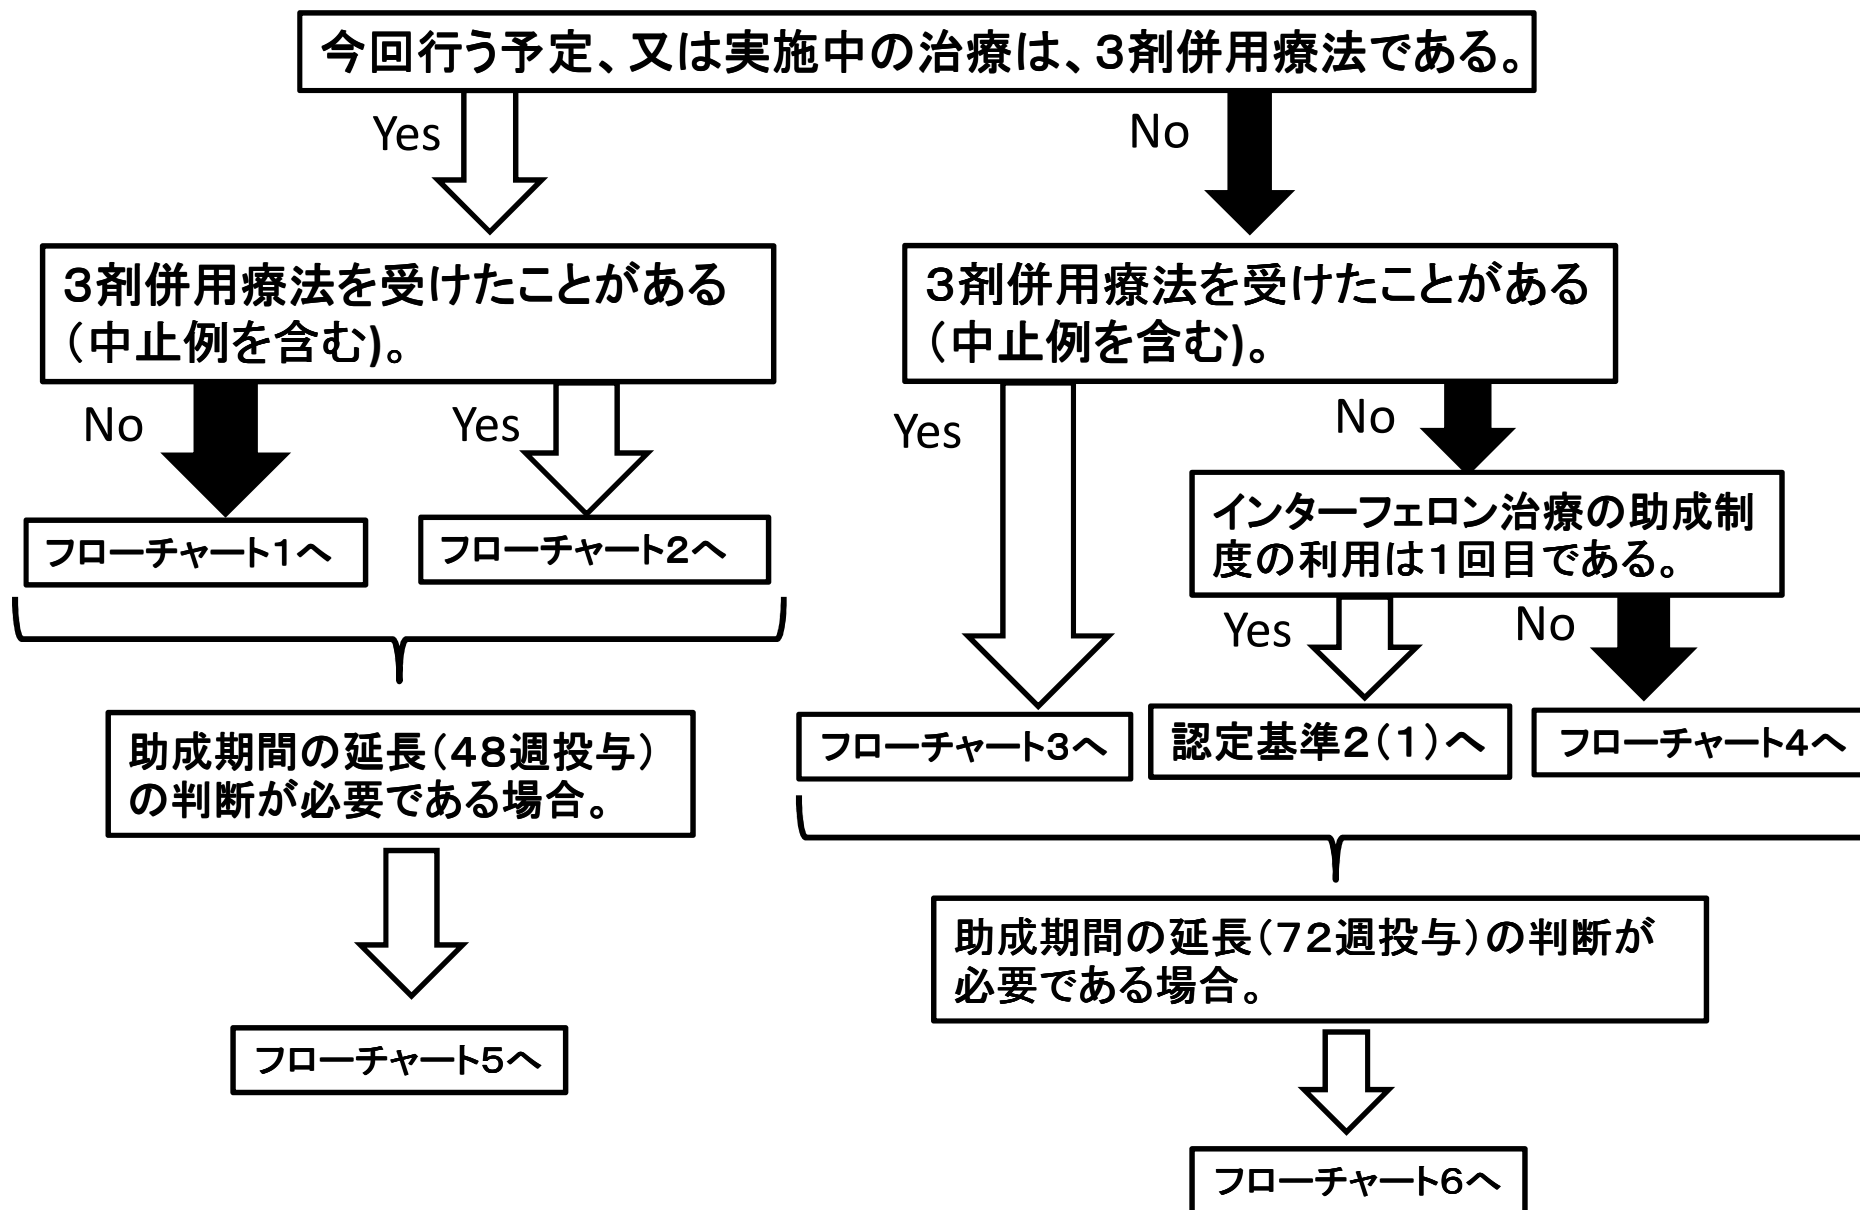 今回行う予定、又は実施中の治療は、3剤併用療法である。
Yes
No
3剤併用療法を受けたことがある
(中止例を含む)。
3剤併用療法を受けたことがある
(中止例を含む)。
No
Yes
Yes
No
フローチャート1へ
フローチャート2へ
インターフェロン治療の助成制
度の利用は1回目である。
Yes
No
助成期間の延長(48週投与)
の判断が必要である場合。
フローチャート3へ
認定基準2(1)へ
フローチャート4へ
助成期間の延長(72週投与)の判断が
必要である場合。
フローチャート5へ
フローチャート6へ